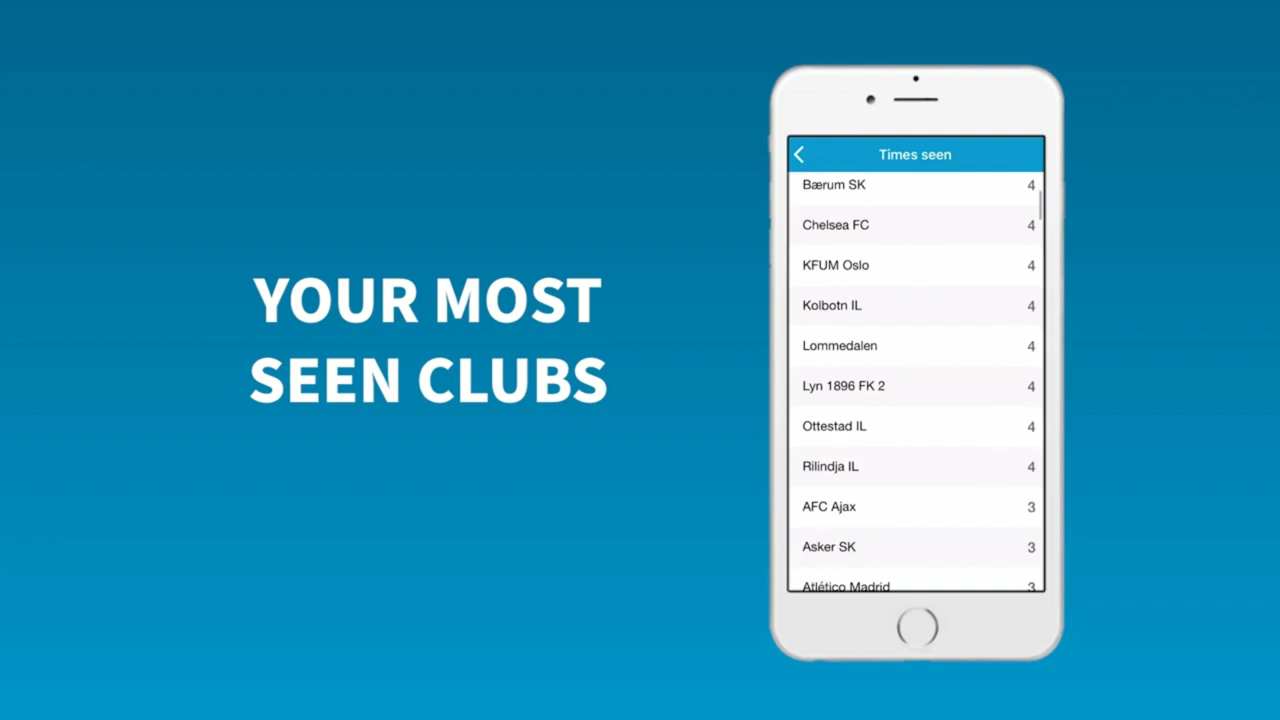 YOUR MOST
SEEN CLUBS
Times seen
Bærum SK 4
Chelsea FC 4
KFUM Oslo 4
Kolbotn IL 4
Lommedalen 4
Lyn 1896 FK 2 4
Ottestad IL 4
Rilindja IL 4
AFC Ajax 3
Asker SK 3
Atlético Madrid 3